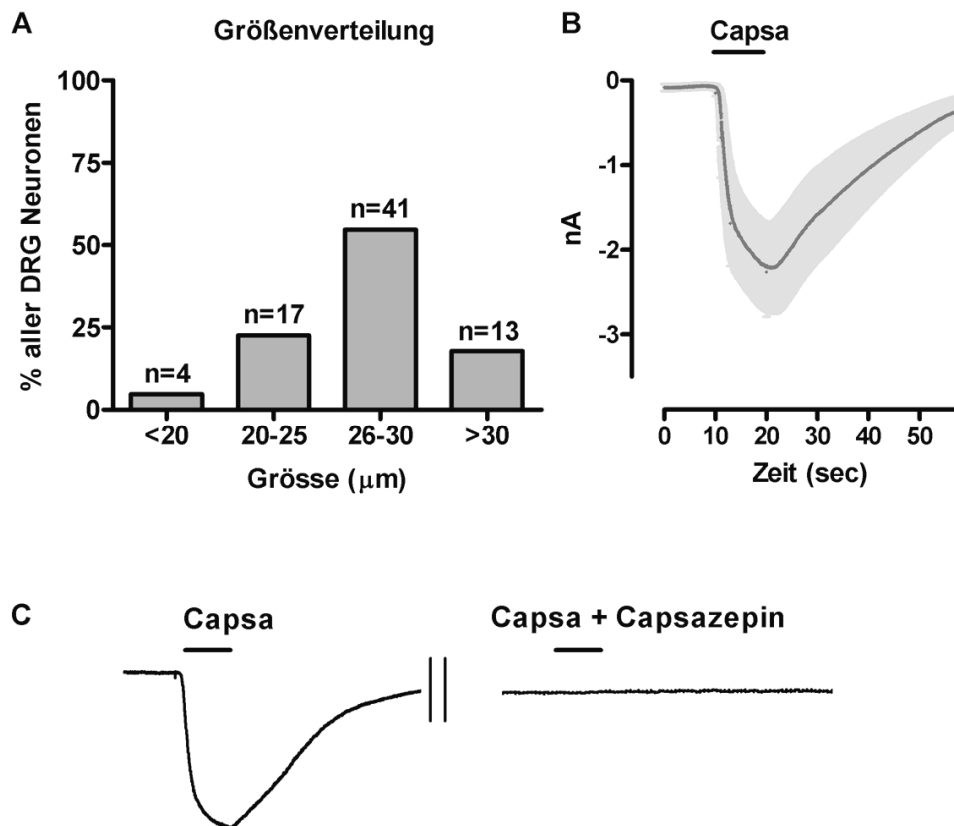 A
Größenverteilung
% aller DRG Neuronen
100
75
50
25
0
n=4
n=17
n=41
n=13
<20
20-25
26-30
>30
Grösse (μm)
B
Capsa
nA
0
-1
-2
-3
0 10 20 30 40 50
Zeit (sec)
C
Capsa
Capsa + Capsazepin